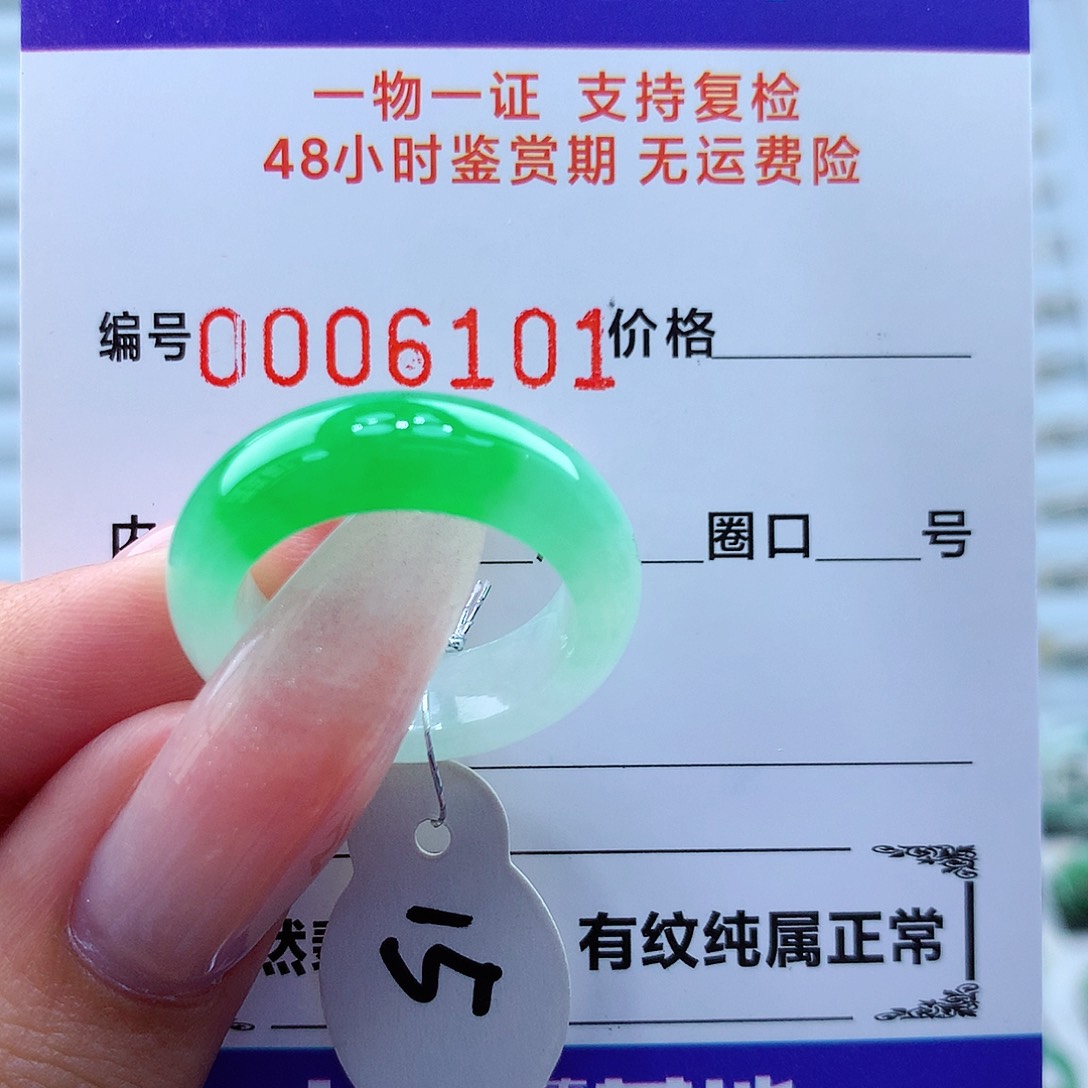 一物一证 支持复检
48小时鉴赏期 无运费险
编号0006101价格
内 圈口 号
然 有纹纯属正常
15